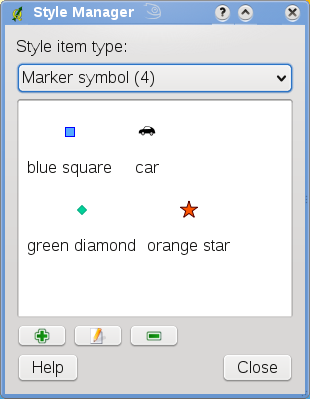 Style Manager
Style item type:
Marker symbol (4)
blue square car
green diamond orange star
Help Close